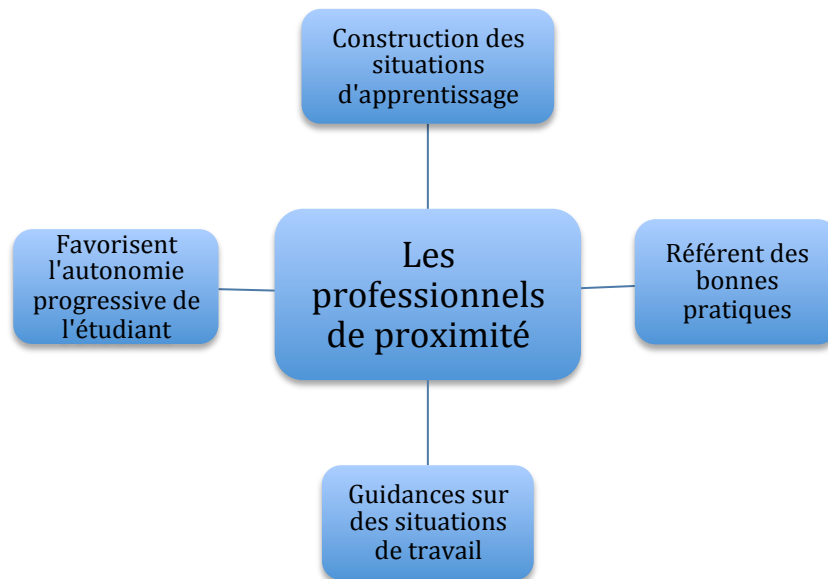 Construction des
situations
d'apprentissage
Favorisent
l'autonomie
progressive de
l'étudiant
Les
professionnels
de proximité
Référent des
bonnes
pratiques
Guidances sur
des situations
de travail